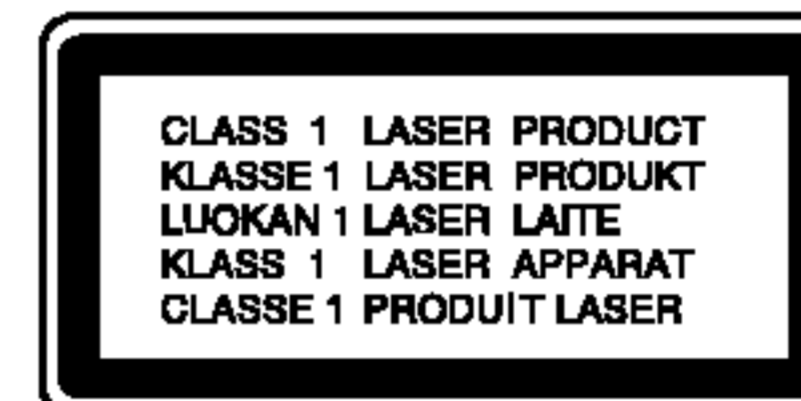 CLASS 1 LASER PRODUCT
KLASSE 1 LASER PRODUKT
LUOKAN 1 LASER LAITE
KLASS 1 LASER APPARAT
CLASSE 1 PRODUIT LASER